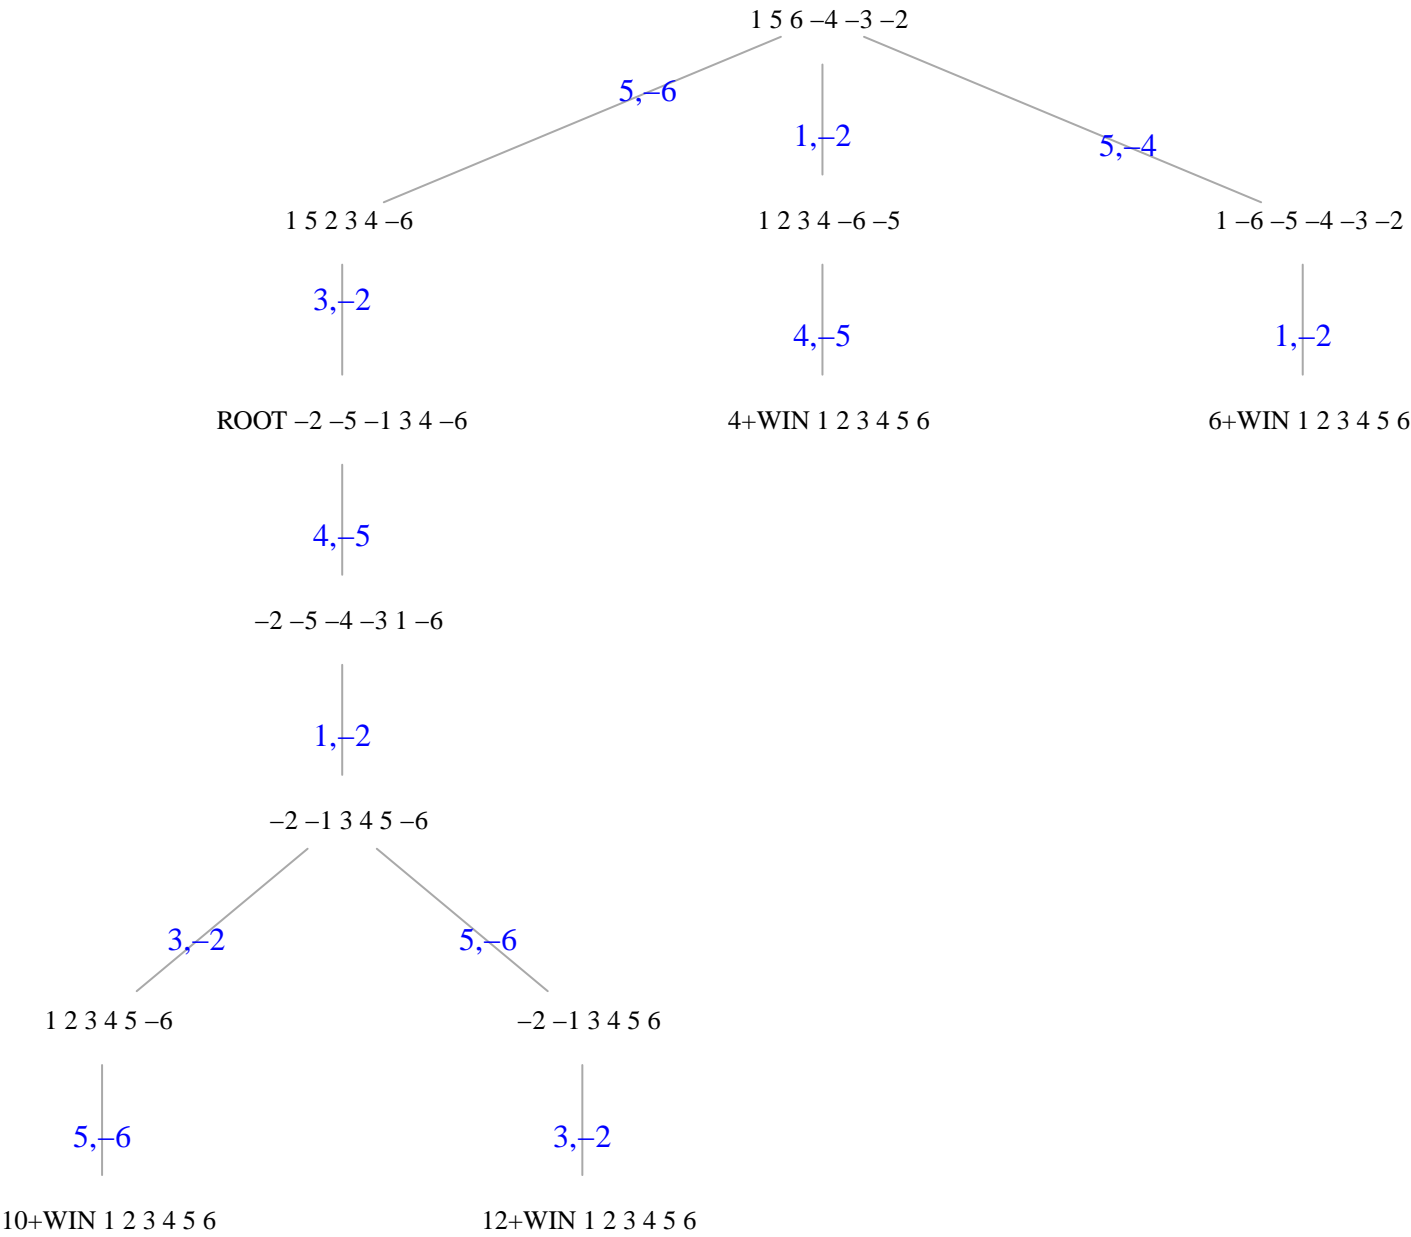 1 5 6 –4 –3 –2
5,–6
1,–2
5,–4
1 5 2 3 4 –6
1 2 3 4 –6 –5
1 –6 –5 –4 –3 –2
3,–2
4,–5
1,–2
ROOT –2 –5 –1 3 4 –6
4+WIN 1 2 3 4 5 6
6+WIN 1 2 3 4 5 6
4,–5
–2 –5 –4 –3 1 –6
1,–2
–2 –1 3 4 5 –6
3,–2
5,–6
1 2 3 4 5 –6
–2 –1 3 4 5 6
5,–6
3,–2
10+WIN 1 2 3 4 5 6
12+WIN 1 2 3 4 5 6